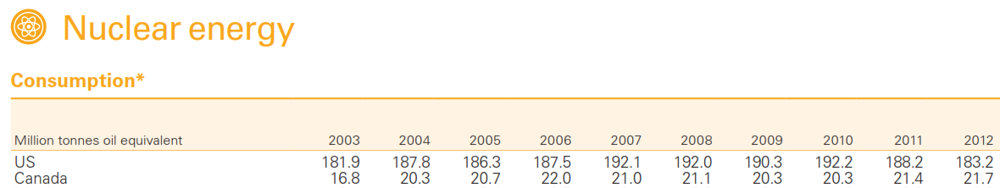 Nuclear energy
Consumption*
Million tonnes oil equivalent 2003 2004 2005 2006 2007 2008 2009 2010 2011 2012
US 181.9 187.8 186.3 187.5 192.1 192.0 190.3 192.2 188.2 183.2
Canada 16.8 20.3 20.7 22.0 21.0 21.1 20.3 20.3 21.4 21.7